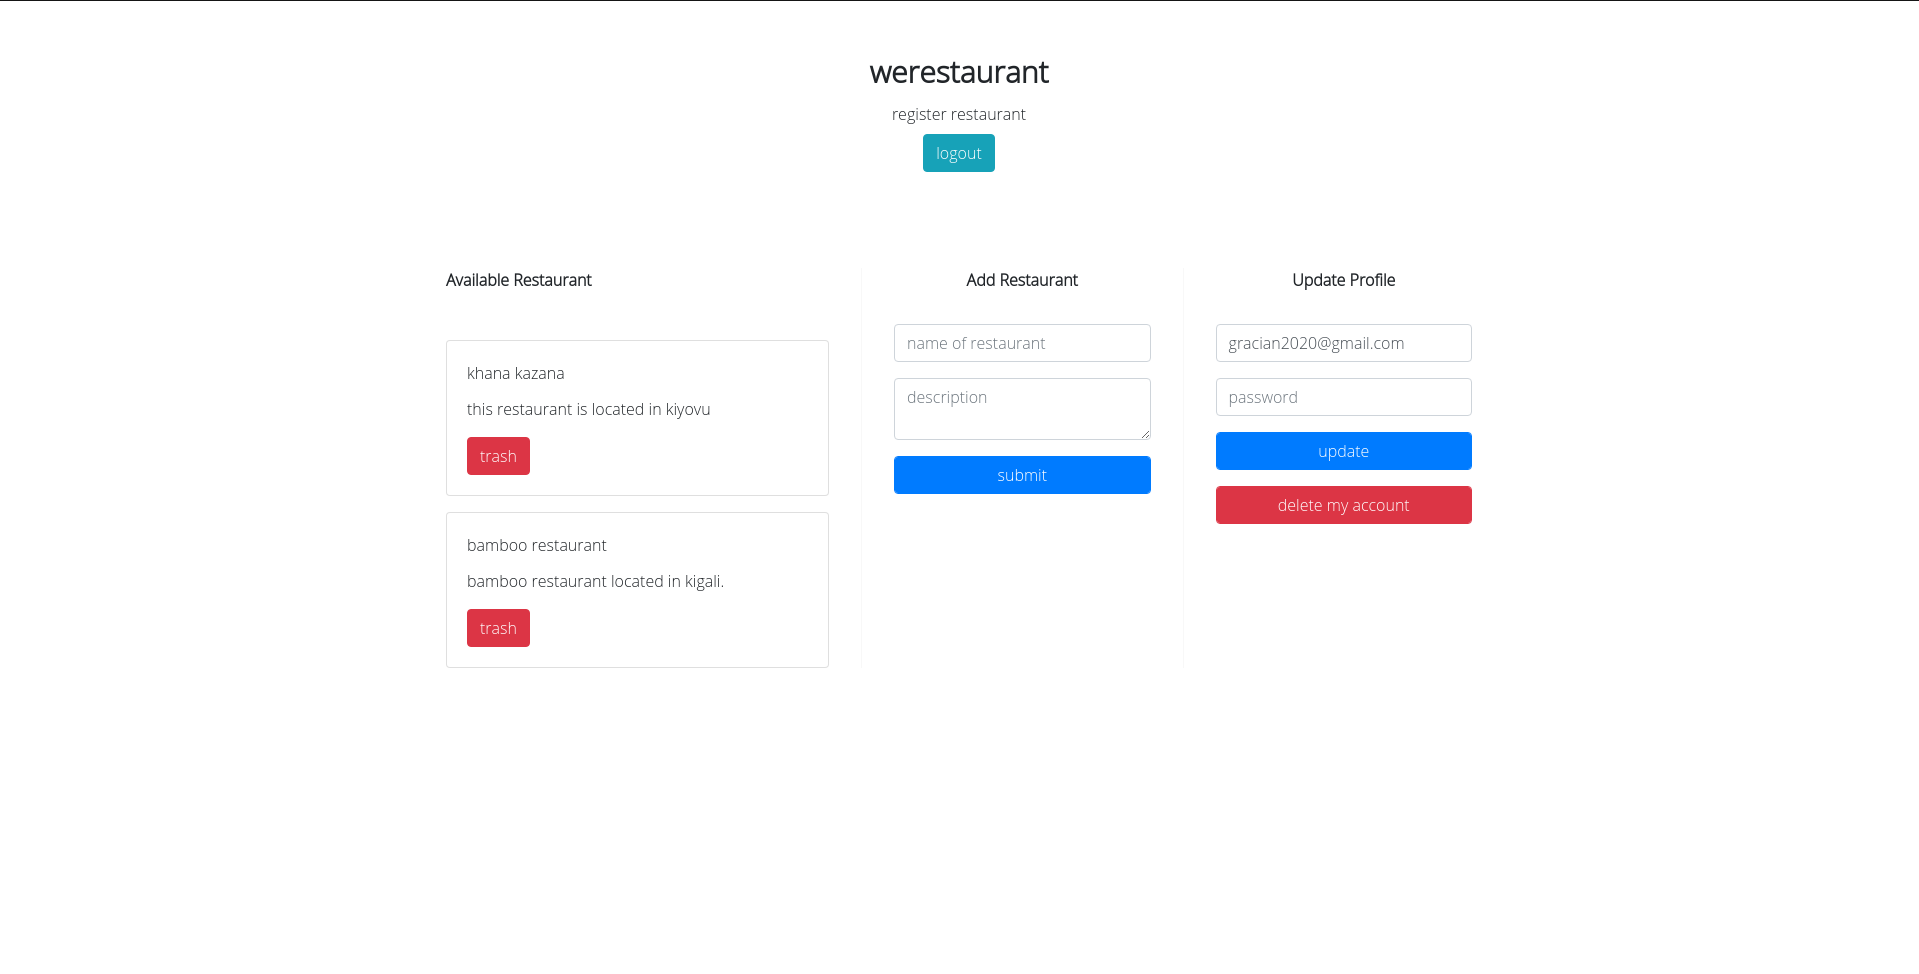 werestaurant
register restaurant
logout
Available Restaurant
khana kazana
this restaurant is located in kiyovu
trash
bamboo restaurant
bamboo restaurant located in kigali.
trash
Add Restaurant
name of restaurant
description
submit
Update Profile
gracian2020@gmail.com
password
update
delete my account